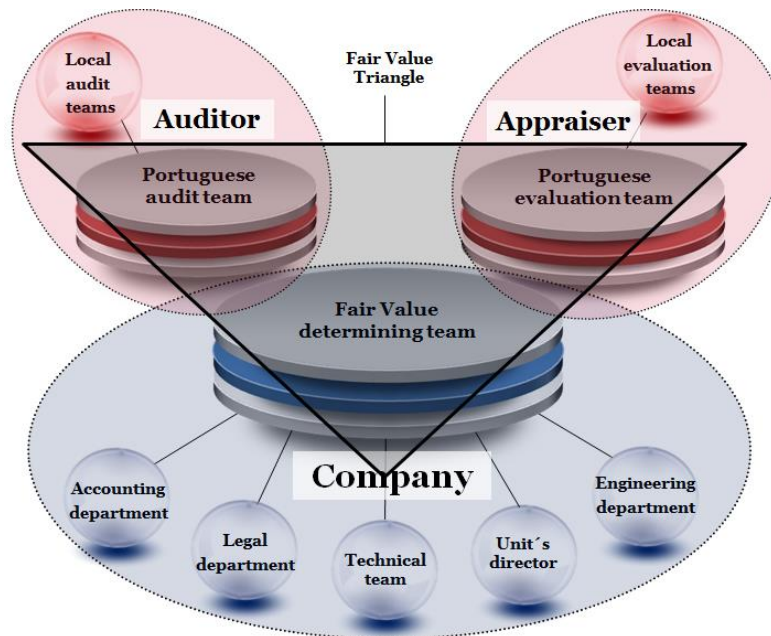 Local
audit
teams
Fair Value
Triangle
Local
evaluation
teams
Auditor
Appraiser
Portuguese
audit team
Portuguese
evaluation team
Fair Value
determining team
Company
Accounting
department
Legal
department
Technical
team
Unit´s
director
Engineering
department